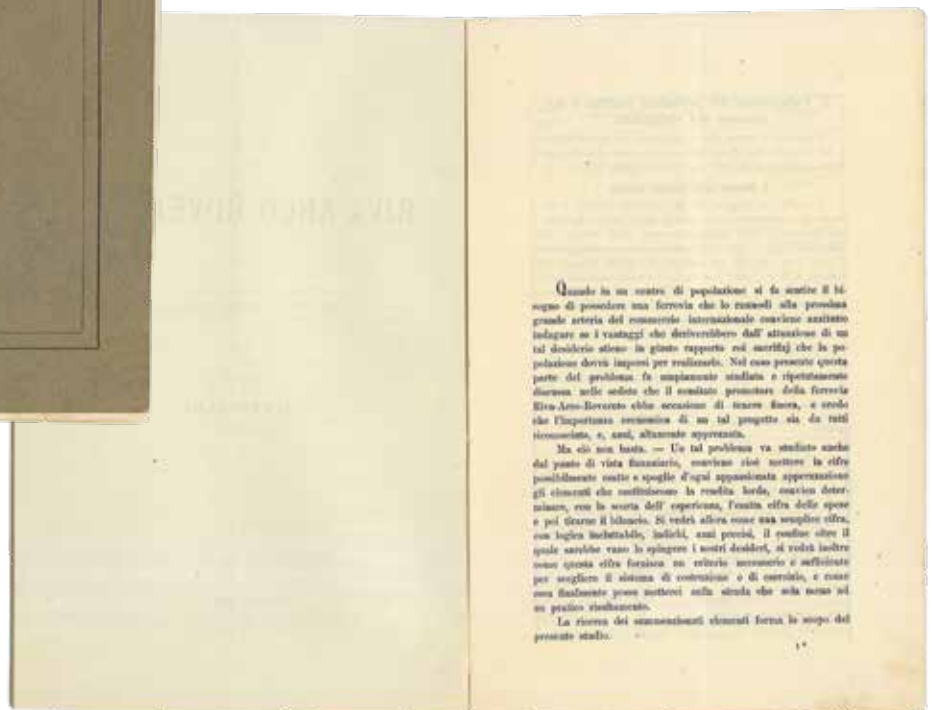 Quando in un centro di popolazione si fa sentire il bi-
sogno di possedere una ferrovia che lo rannodi alla prossima
grande arteria del commercio internazionale conviene anzitutto
indagare se i vantaggi che deriverebbero dall' attuazione di un
tal desiderio stieno in giusto rapporto coi sacrifizj che la po-
polazione dovrà imporsi per realizzarlo. Nel caso presente questa
parte del problema fu ampiamente studiata e ripetutamente
discussa nelle sedute che il comitato promotore della ferrovia
Riva-Arco-Rovereto ebbe occasione di tenere finora, e credo
che l'importanza economica di un tal progetto sia da tutti
riconosciuta, e, anzi, altamente apprezzata.
Ma ciò non basta. — Un tal problema va studiato anche
dal punto di vista finanziario, conviene cioè mettere in cifre
possibilmente esatte e spoglie d'ogni appassionata apprezzazione
gli elementi che costituiscono la rendita lorda, convien deter-
minare, con la scorta dell' esperienza, l'esatta cifra delle spese
e poi tirarne il bilancio. Si vedrà allora come una semplice cifra,
con logica ineluttabile, indichi, anzi precisi, il confine oltre il
quale sarebbe vano lo spingere i nostri desideri, si vedrà inoltre
come questa cifra fornisca un criterio necessario e sufficiente
per scegliere il sistema di costruzione e di esercizio, e come
essa finalmente possa metterci sulla strada che sola mena ad
un pratico risultamento.
La ricerca dei summenzionati elementi forma lo scopo del
presente studio.
1*
RIVA ARCO ROVER